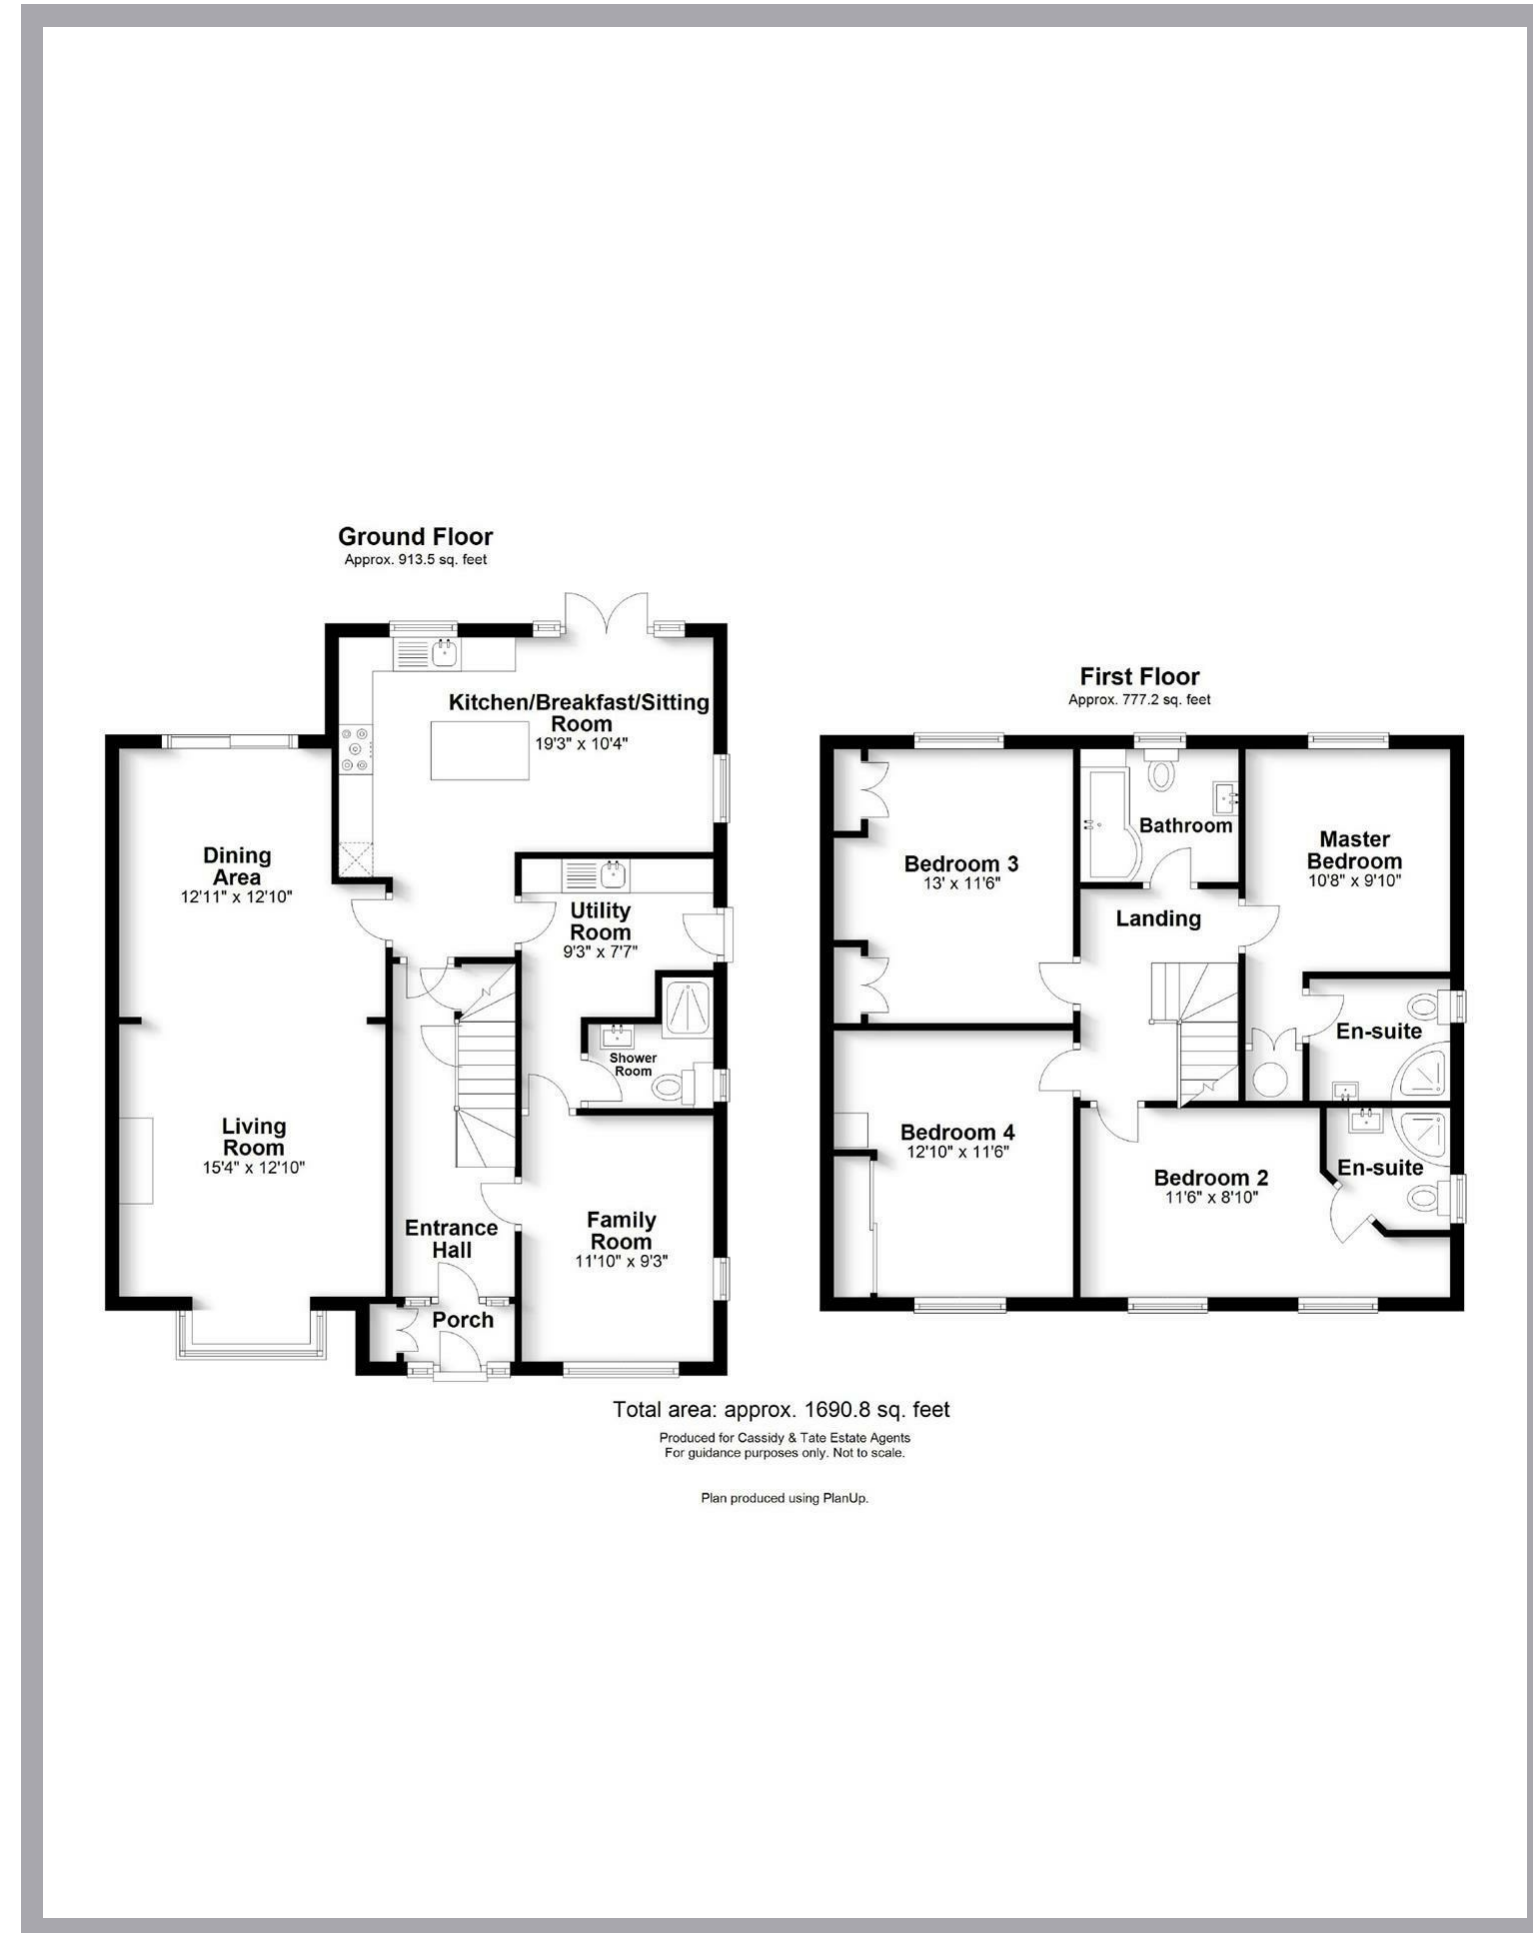 Ground Floor
Approx. 913.5 sq. feet
Kitchen/Breakfast/Sitting
Room
19'3" x 10'4"
Dining
Area
12'11" x 12'10"
Utility
Room
9'3" x 7'7"
Shower
Room
Living
Room
15'4" x 12'10"
Entrance
Hall
Family
Room
11'10" x 9'3"
Porch
First Floor
Approx. 777.2 sq. feet
Bedroom 3
13' x 11'6"
Bathroom
Master
Bedroom
10'8" x 9'10"
Landing
En-suite
Bedroom 4
12'10" x 11'6"
Bedroom 2
11'6" x 8'10"
En-suite
Total area: approx. 1690.8 sq. feet
Produced for Cassidy & Tate Estate Agents
For guidance purposes only. Not to scale.
Plan produced using PlanUp.